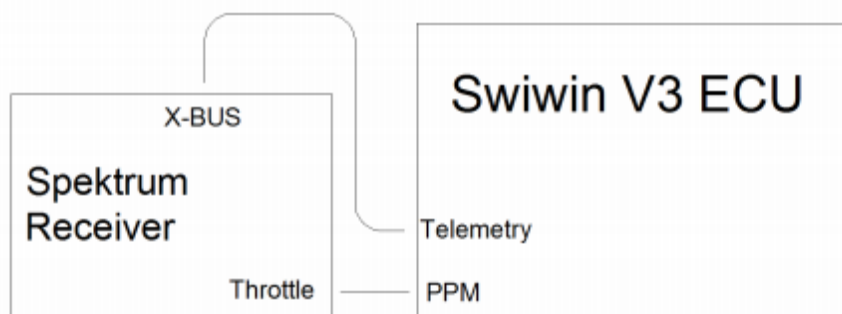 X-BUS
Spektrum
Receiver
Throttle
Swiwin V3 ECU
Telemetry
PPM